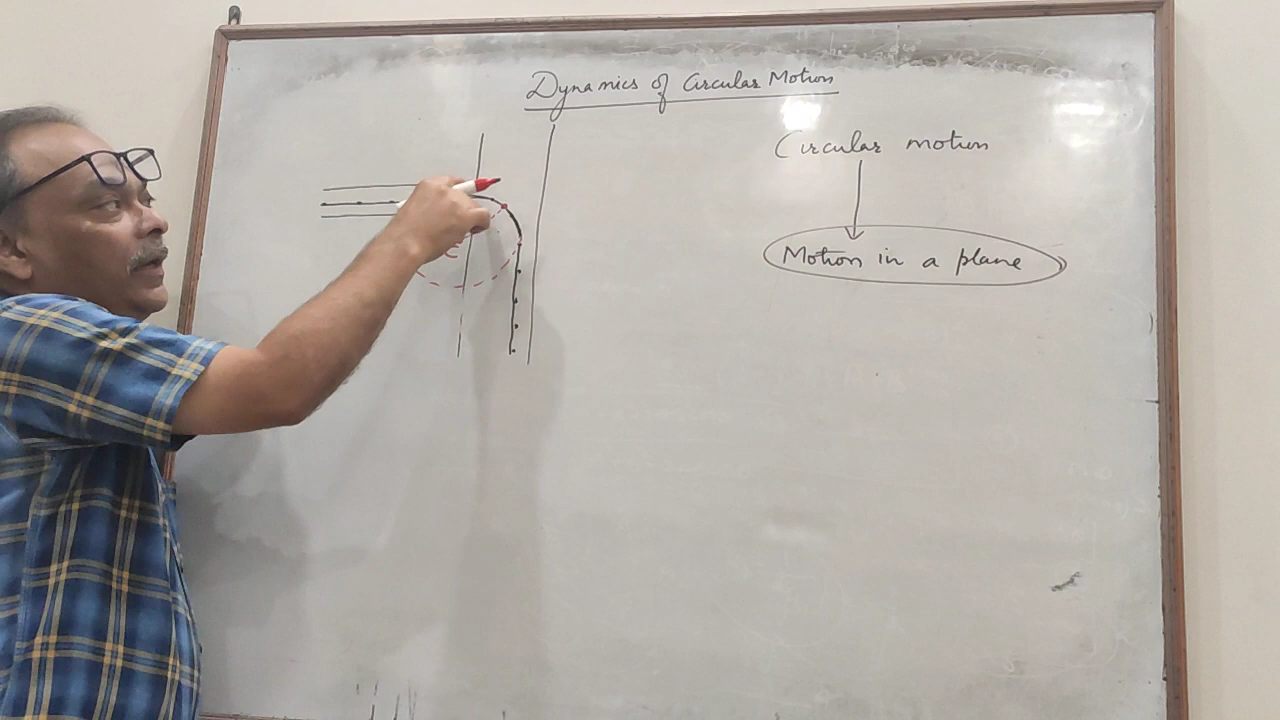 Dynamics of Circular Motion
Circular motion
Motion in a plane